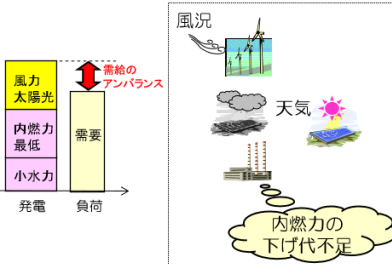 需給の
アンバランス
風力
太陽光
内燃力
最低
小水力
需要
発電
負荷
風況
天気
内燃力の
下げ代不足